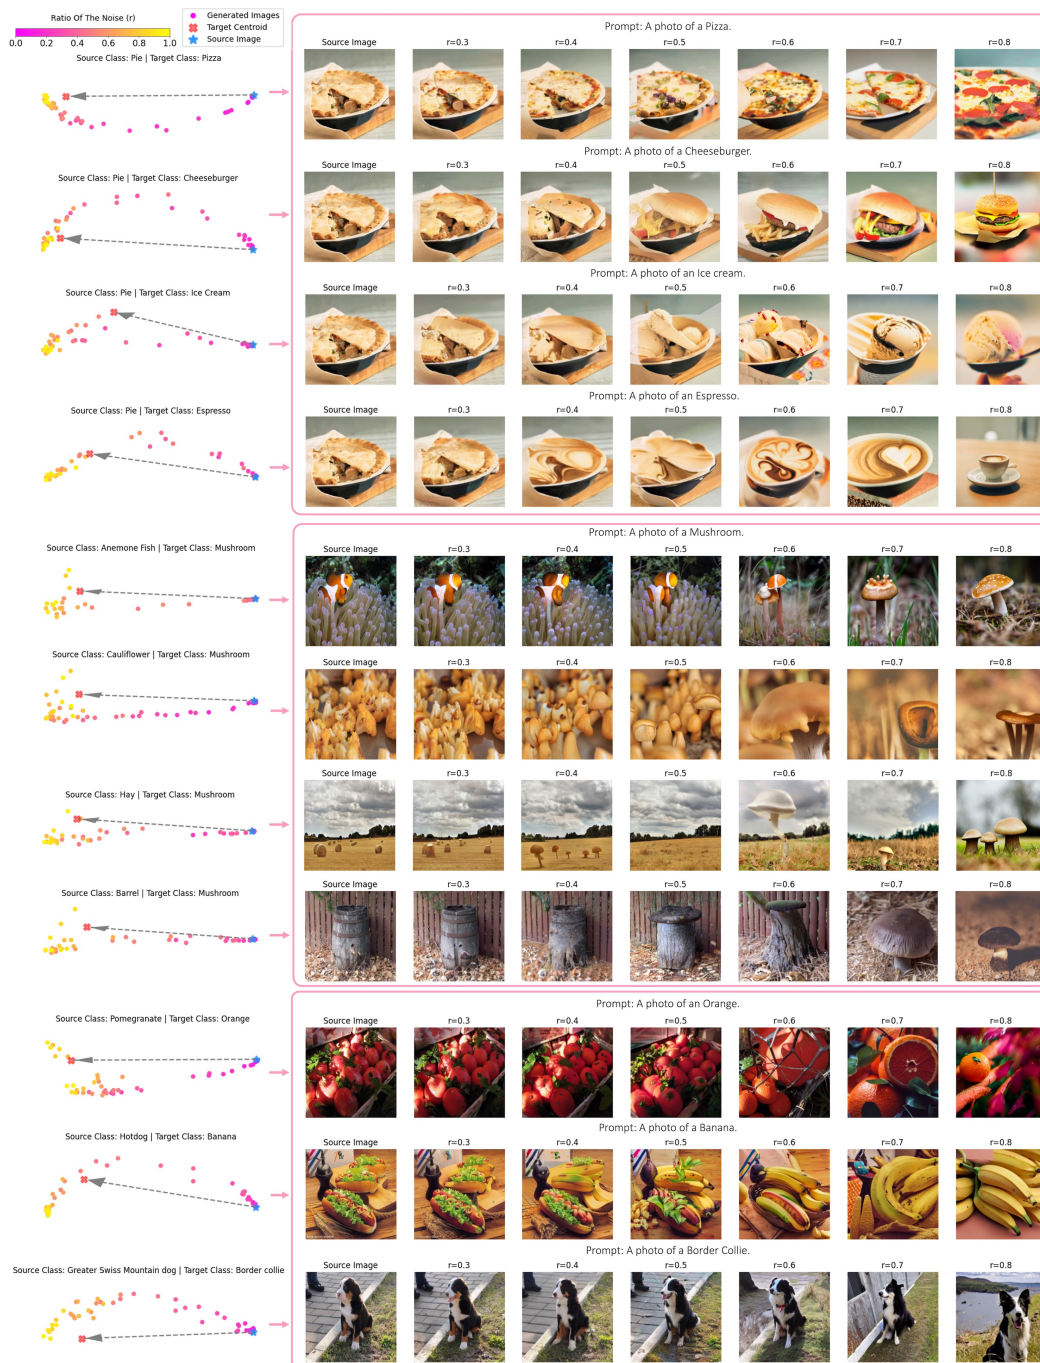 Ratio Of The Noise (r)
0.0 0.2 0.4 0.6 0.8 1.0
Generated Images
Target Centroid
Source Image
Source Class: Pie | Target Class: Pizza
Prompt: A photo of a Pizza.
Source Image r=0.3 r=0.4 r=0.5 r=0.6 r=0.7 r=0.8
Prompt: A photo of a Cheeseburger.
Source Image r=0.3 r=0.4 r=0.5 r=0.6 r=0.7 r=0.8
Source Class: Pie | Target Class: Cheeseburger
Prompt: A photo of an Ice cream.
Source Image r=0.3 r=0.4 r=0.5 r=0.6 r=0.7 r=0.8
Source Class: Pie | Target Class: Ice Cream
Prompt: A photo of an Espresso.
Source Image r=0.3 r=0.4 r=0.5 r=0.6 r=0.7 r=0.8
Source Class: Pie | Target Class: Espresso
Prompt: A photo of a Mushroom.
Source Image r=0.3 r=0.4 r=0.5 r=0.6 r=0.7 r=0.8
Source Class: Anemone Fish | Target Class: Mushroom
Source Class: Cauliflower | Target Class: Mushroom
Source Image r=0.3 r=0.4 r=0.5 r=0.6 r=0.7 r=0.8
Source Image r=0.3 r=0.4 r=0.5 r=0.6 r=0.7 r=0.8
Source Class: Hay | Target Class: Mushroom
Source Image r=0.3 r=0.4 r=0.5 r=0.6 r=0.7 r=0.8
Source Class: Barrel | Target Class: Mushroom
Prompt: A photo of an Orange.
Source Class: Pomegranate | Target Class: Orange
Source Image r=0.3 r=0.4 r=0.5 r=0.6 r=0.7 r=0.8
Prompt: A photo of a Banana.
Source Class: Hotdog | Target Class: Banana
Source Image r=0.3 r=0.4 r=0.5 r=0.6 r=0.7 r=0.8
Prompt: A photo of a Border Collie.
Source Image r=0.3 r=0.4 r=0.5 r=0.6 r=0.7 r=0.8
Source Class: Greater Swiss Mountain dog | Target Class: Border collie